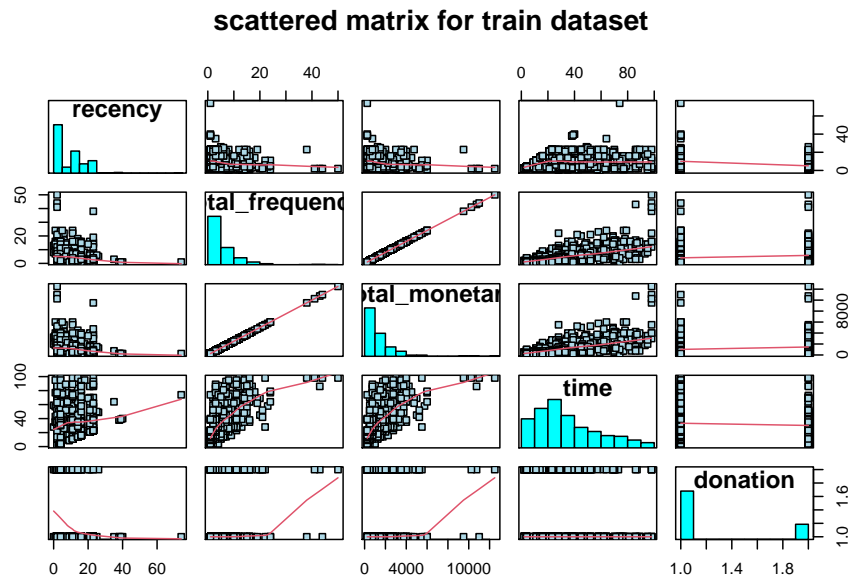 scattered matrix for train dataset
0 20 40
0 40 80
recency
0 40
0 20 50
tal_frequenc
otal_monetar
0 8000
0 40 100
time
donation
1.0 1.6
0 20 60
0 4000 10000
1.0 1.4 1.8